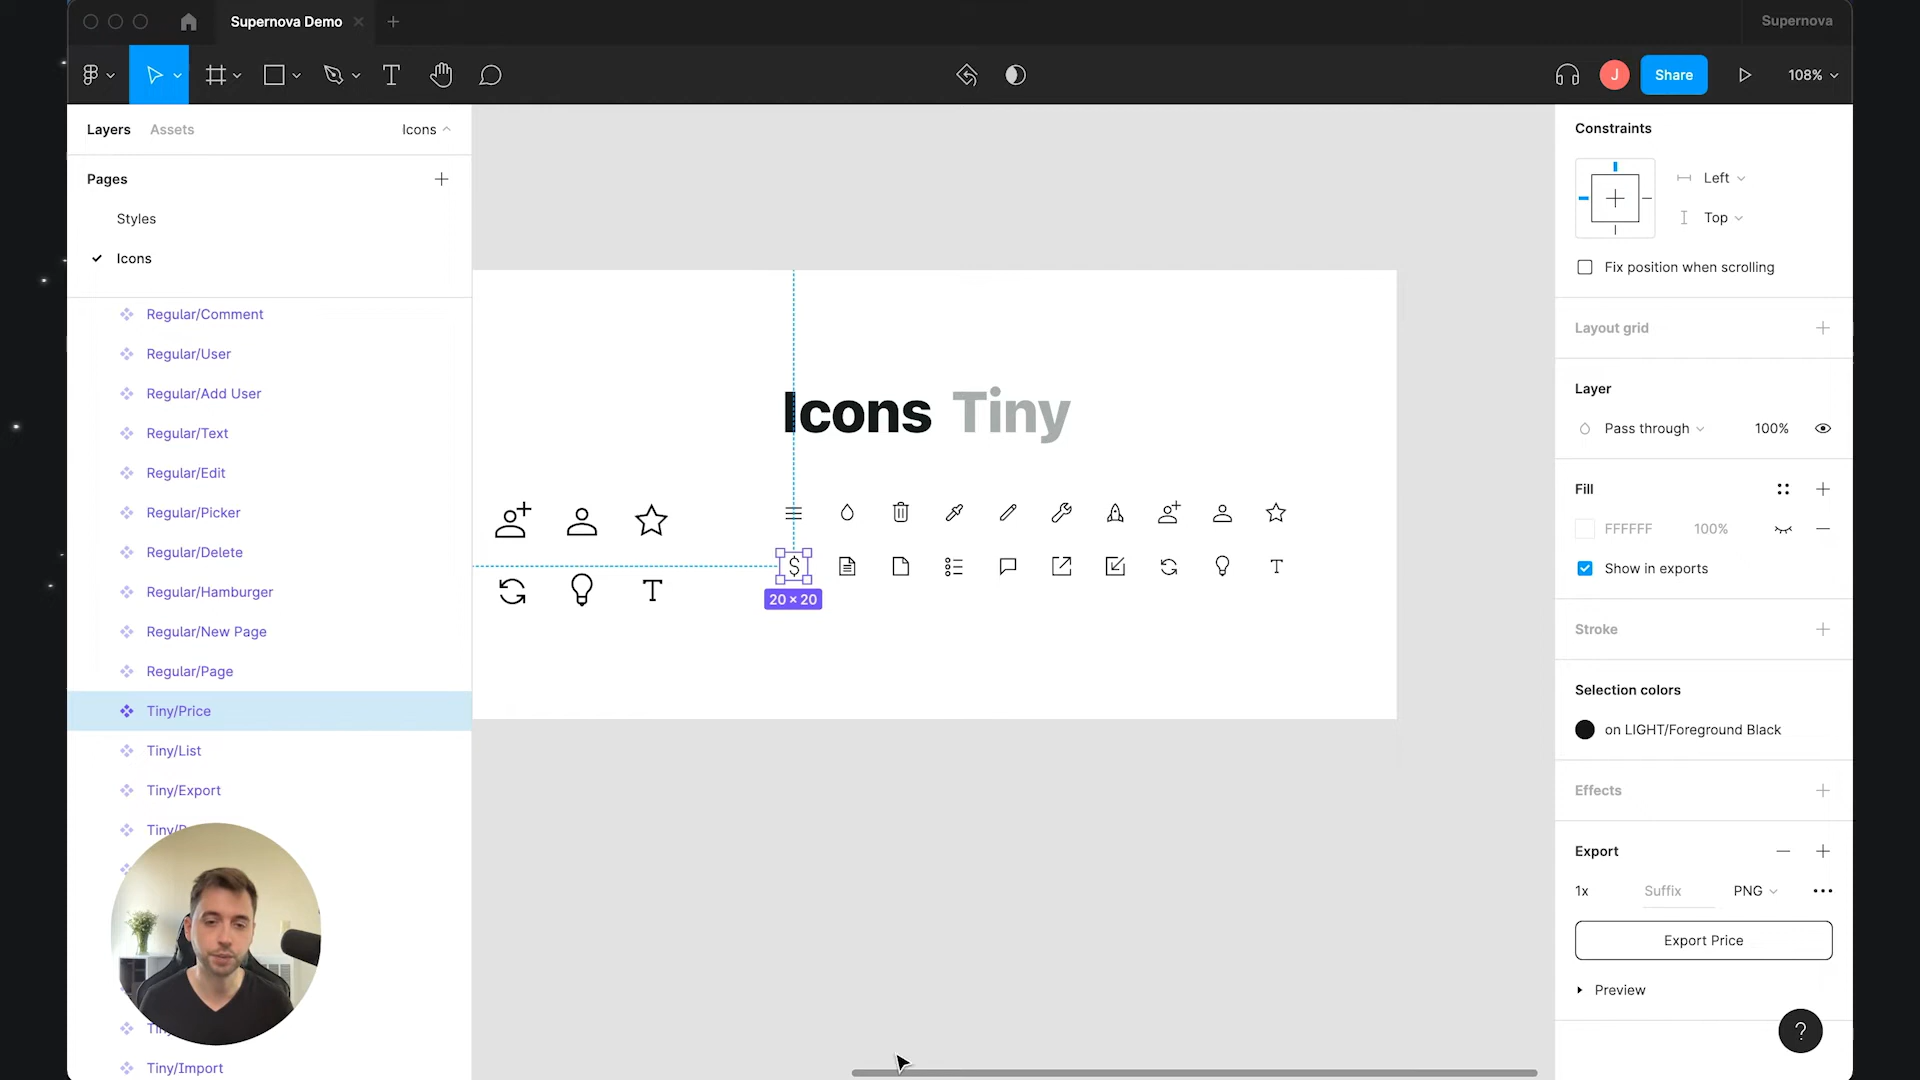 Supernova Demo
Supernova
J
Share
108%
Layers
Assets
Icons
Pages
Styles
Icons
Regular/Comment
Regular/User
Regular/Add User
Regular/Text
Regular/Edit
Regular/Picker
Regular/Delete
Regular/Hamburger
Regular/New Page
Regular/Page
Tiny/Price
Tiny/List
Tiny/Export
Tiny/Import
Icons Tiny
T
$
T
20 × 20
Constraints
Left
Top
Fix position when scrolling
Layout grid
Layer
Pass through
100%
Fill
FFFFFF
100%
Show in exports
Stroke
Selection colors
on LIGHT/Foreground Black
Effects
Export
1x
Suffix
PNG
Export Price
Preview
?